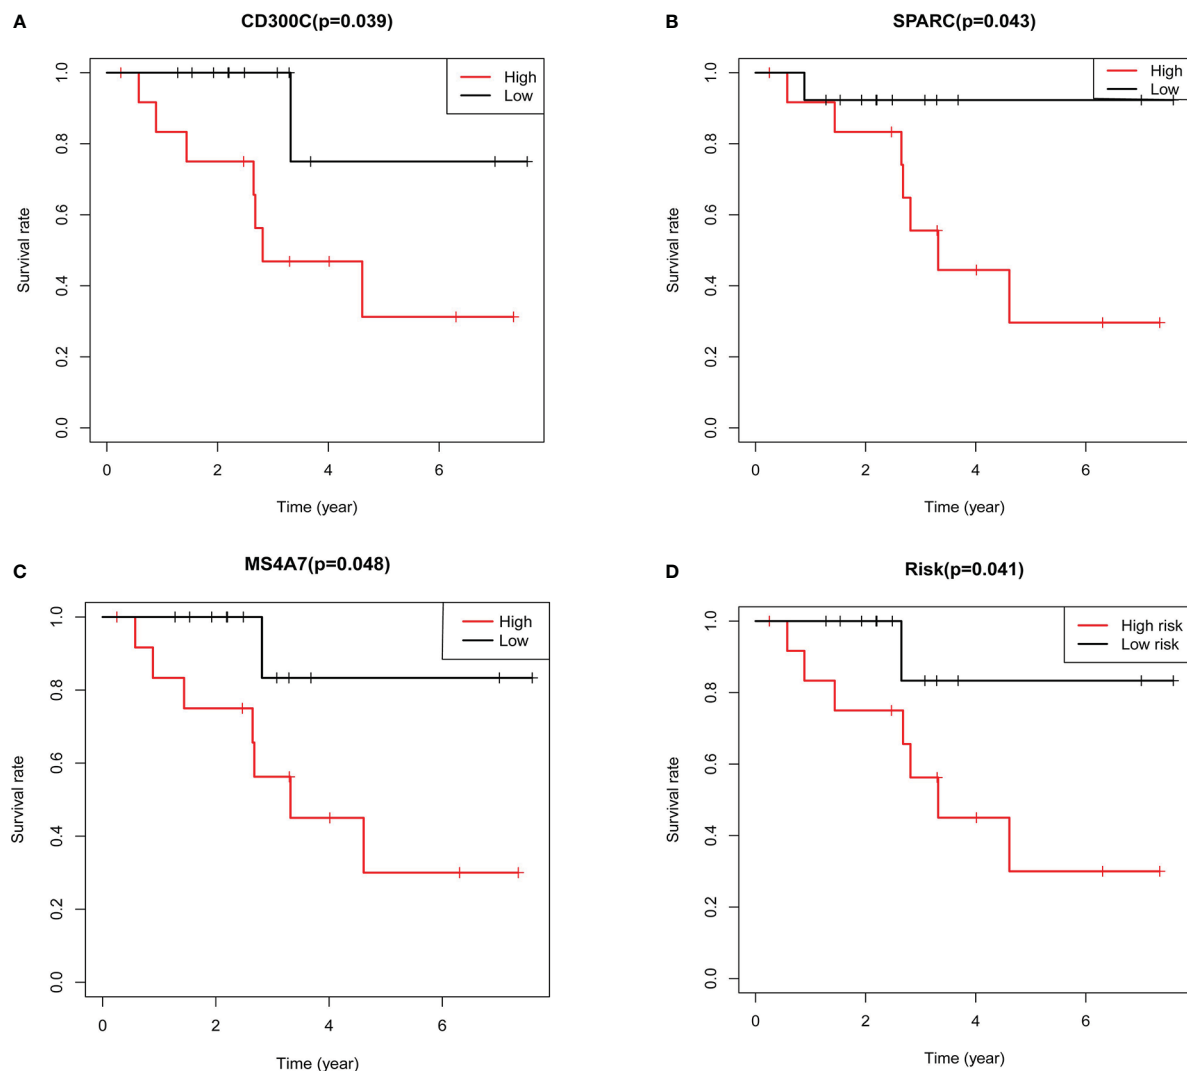 A
CD300C(p=0.039)
High
Low
1.0
0.8
0.6
0.4
0.2
0.0
Survival rate
0 2 4 6
Time (year)
B
SPARC(p=0.043)
High
Low
1.0
0.8
0.6
0.4
0.2
0.0
Survival rate
0 2 4 6
Time (year)
C
MS4A7(p=0.048)
High
Low
1.0
0.8
0.6
0.4
0.2
0.0
Survival rate
0 2 4 6
Time (year)
D
Risk(p=0.041)
High risk
Low risk
1.0
0.8
0.6
0.4
0.2
0.0
Survival rate
0 2 4 6
Time (year)